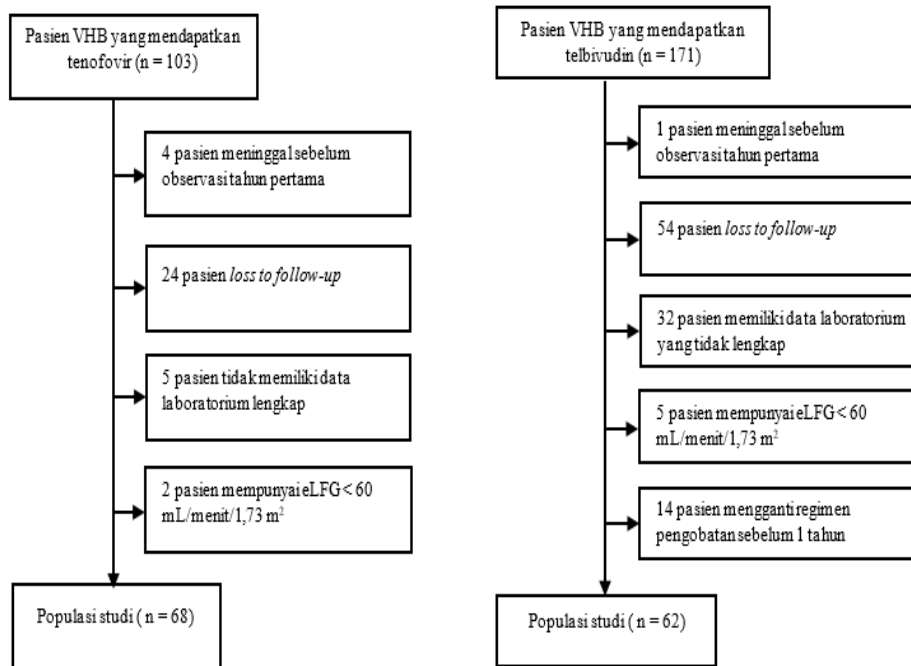 Pasien VHB yang mendapatkan
tenofovir (n = 103)
4 pasien meninggal sebelum
observasi tahun pertama
24 pasien loss to follow-up
5 pasien tidak memiliki data
laboratorium lengkap
2 pasien mempunyai eLFG < 60
mL/menit/1,73 m²
Populasi studi ( n = 68)
Pasien VHB yang mendapatkan
telbivudin (n = 171)
1 pasien meninggal sebelum
observasi tahun pertama
54 pasien loss to follow-up
32 pasien memiliki data laboratorium
yang tidak lengkap
5 pasien mempunyai eLFG < 60
mL/menit/1,73 m²
14 pasien mengganti regimen
pengobatan sebelum 1 tahun
Populasi studi ( n = 62)